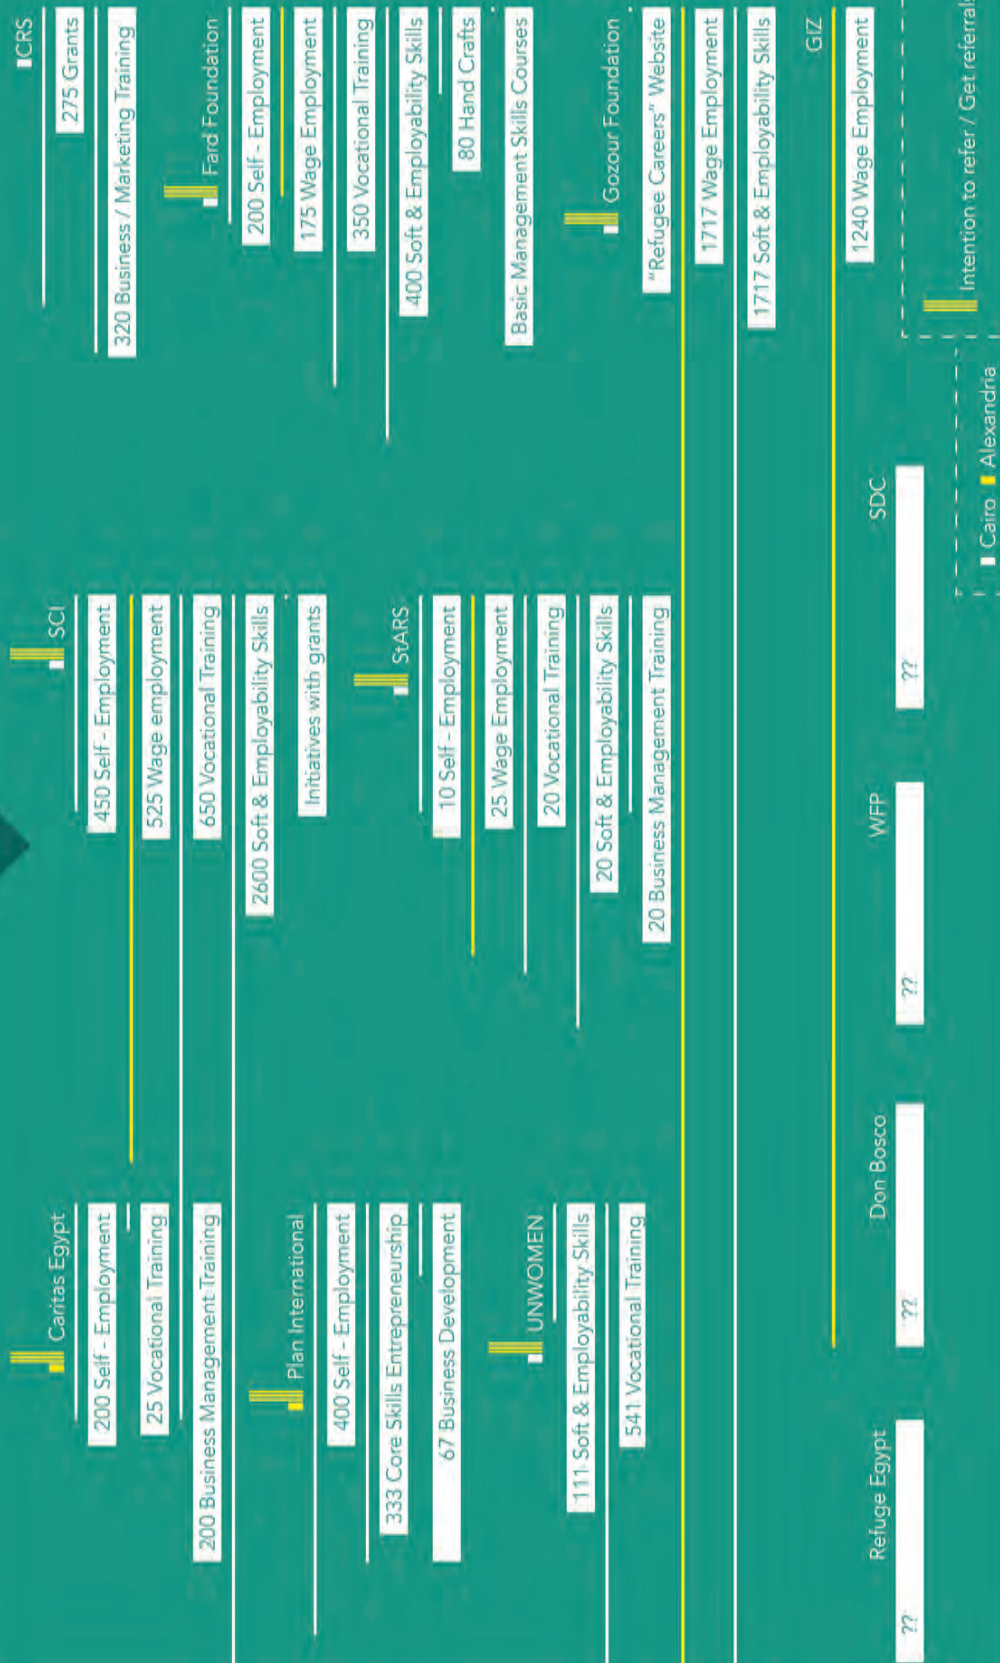 Caritas Egypt
200 Self - Employment
25 Vocational Training
200 Business Management Training
Plan International
400 Self - Employment
333 Core Skills Entrepreneurship
67 Business Development
UNWOMEN
111 Soft & Employability Skills
541 Vocational Training
SCI
450 Self - Employment
525 Wage employment
650 Vocational Training
2600 Soft & Employability Skills
Initiatives with grants
StARS
10 Self - Employment
25 Wage Employment
20 Vocational Training
20 Soft & Employability Skills
20 Business Management Training
CRS
275 Grants
320 Business / Marketing Training
Fard Foundation
200 Self - Employment
175 Wage Employment
350 Vocational Training
400 Soft & Employability Skills
80 Hand Crafts
Basic Management Skills Courses
Gozour Foundation
"Refugee Careers" Website
1717 Wage Employment
1717 Soft & Employability Skills
GIZ
1240 Wage Employment
Refuge Egypt
??
Don Bosco
??
WFP
??
SDC
??
Intention to refer / Get referrals
Cairo Alexandria